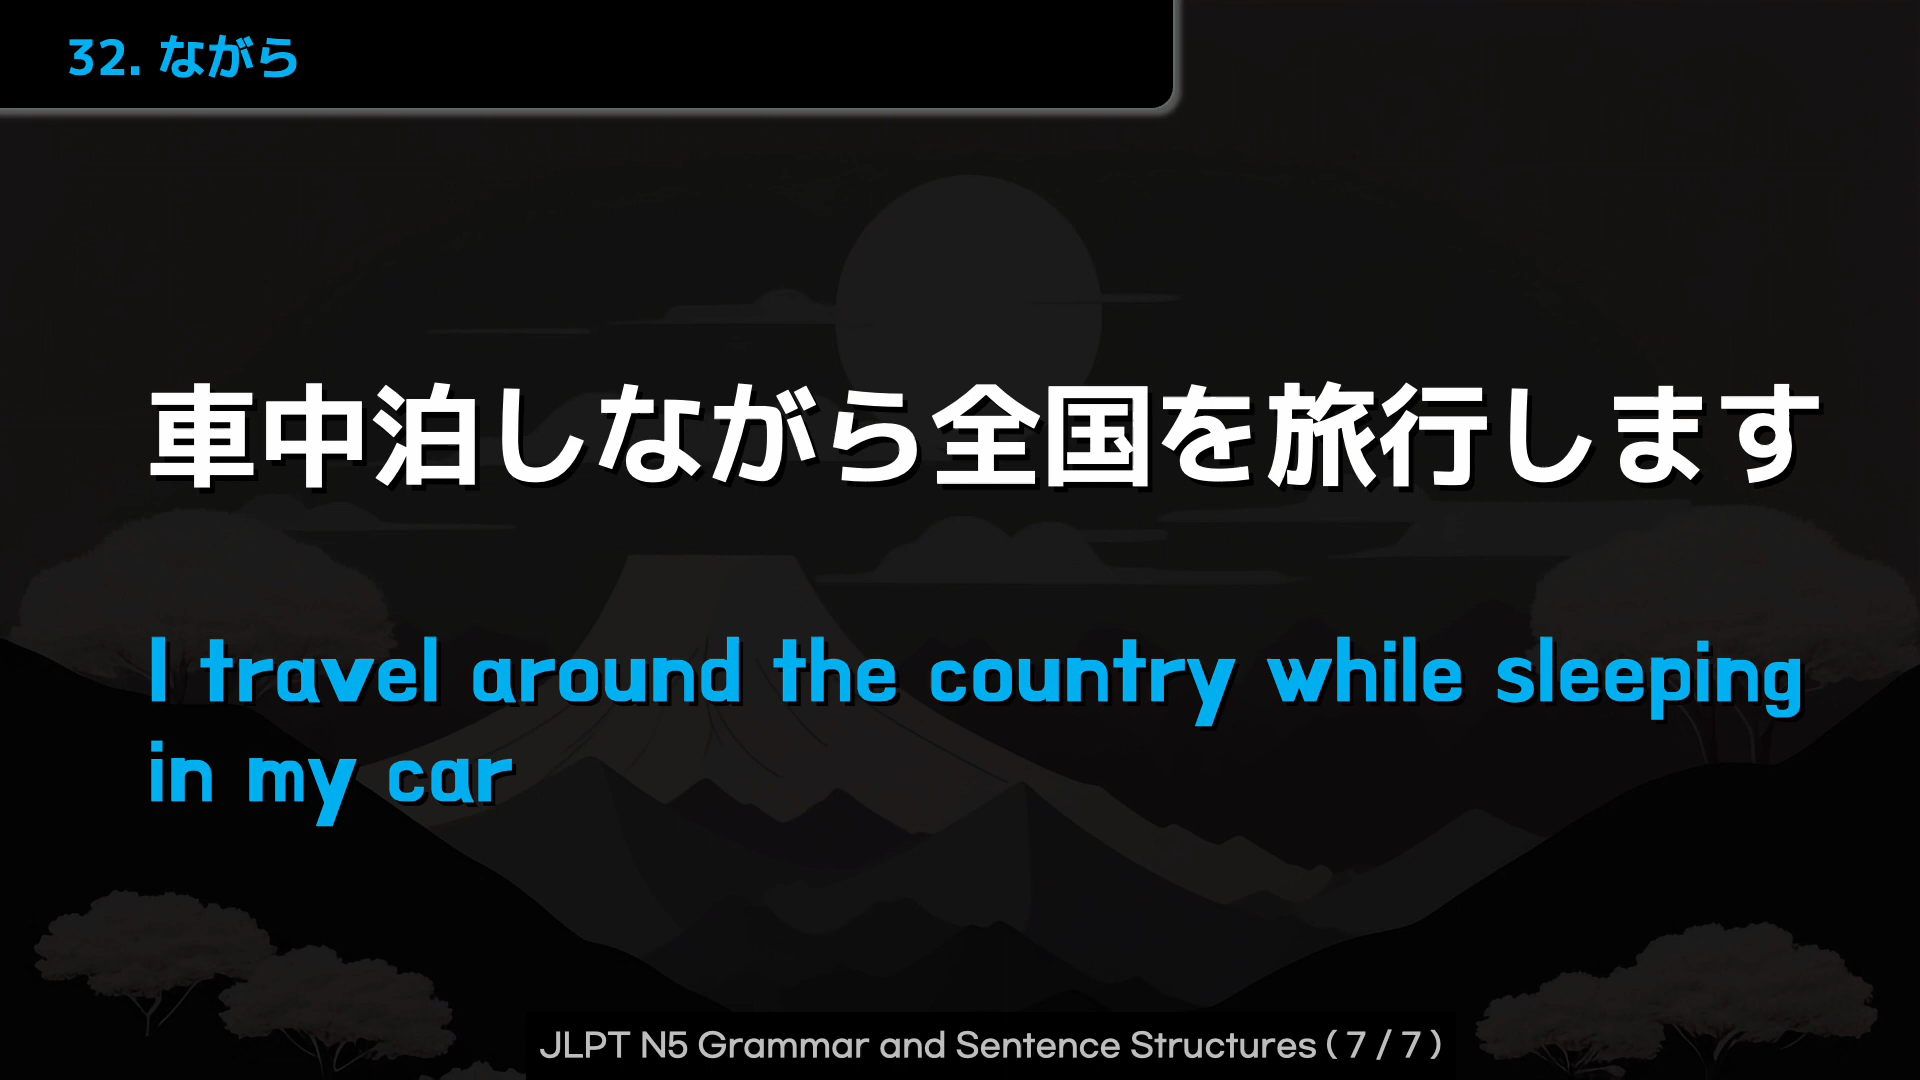 32. ながら
車中泊しながら全国を旅行します
I travel around the country while sleeping
in my car
JLPT N5 Grammar and Sentence Structures ( 7 / 7 )